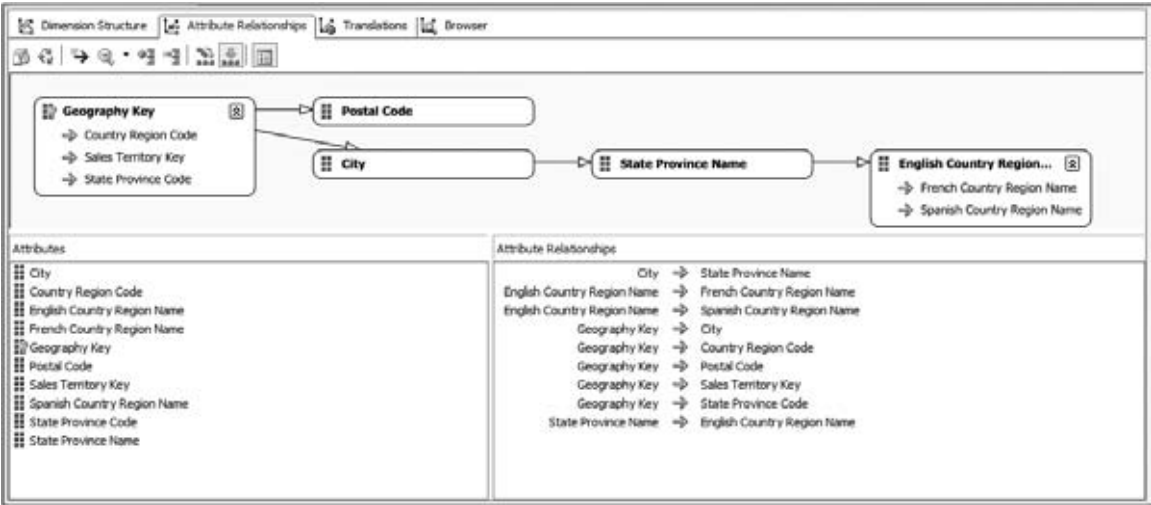 Dimension Structure Attribute Relationships Translations Browser
Geography Key
Country Region Code
Sales Territory Key
State Province Code
Postal Code
City
State Province Name
English Country Region...
French Country Region Name
Spanish Country Region Name
Attributes
City
Country Region Code
English Country Region Name
French Country Region Name
Geography Key
Postal Code
Sales Territory Key
Spanish Country Region Name
State Province Code
State Province Name
Attribute Relationships
City State Province Name
English Country Region Name French Country Region Name
English Country Region Name Spanish Country Region Name
Geography Key City
Geography Key Country Region Code
Geography Key Postal Code
Geography Key Sales Territory Key
Geography Key State Province Code
State Province Name English Country Region Name